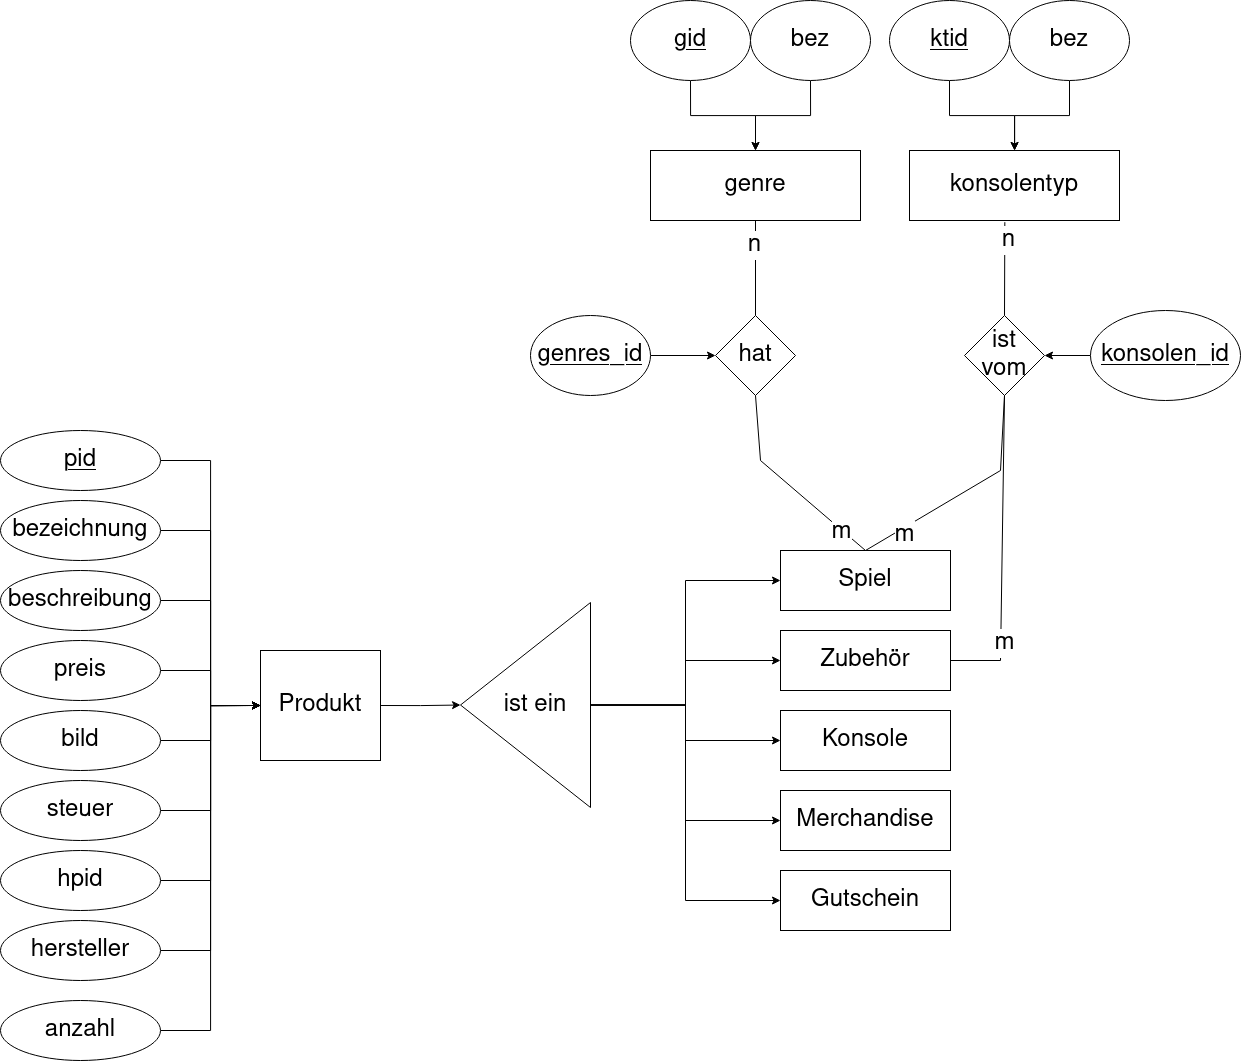 gid
bez
ktid
bez
genre
konsolentyp
n
n
genres_id
hat
ist
vom
konsolen_id
pid
bezeichnung
beschreibung
preis
bild
steuer
hpid
hersteller
anzahl
Produkt
ist ein
m
m
Spiel
Zubehör
m
Konsole
Merchandise
Gutschein